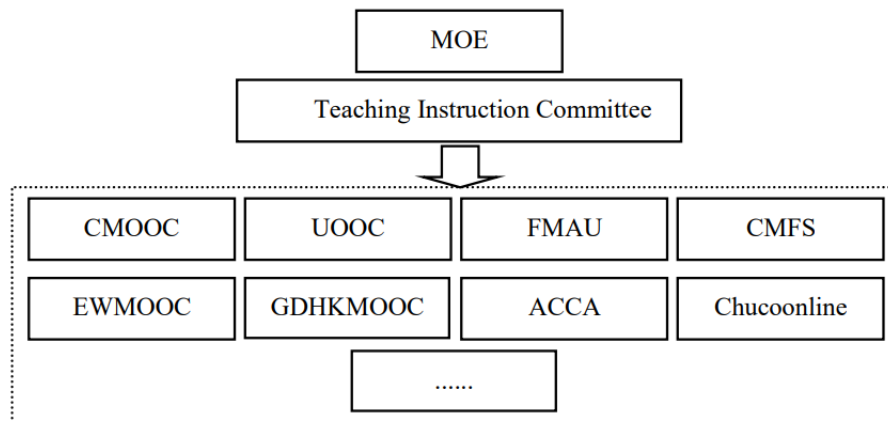 MOE
Teaching Instruction Committee
CMOOC UOOC FMAU CMFS
EWMOOC GDHKMOOC ACCA Chucoonline
......